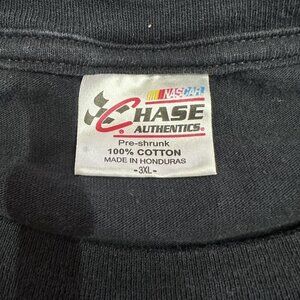 NASCAR
CHASE
AUTHENTICS®
Pre-shrunk
100% COTTON
MADE IN HONDURAS
-3XL-